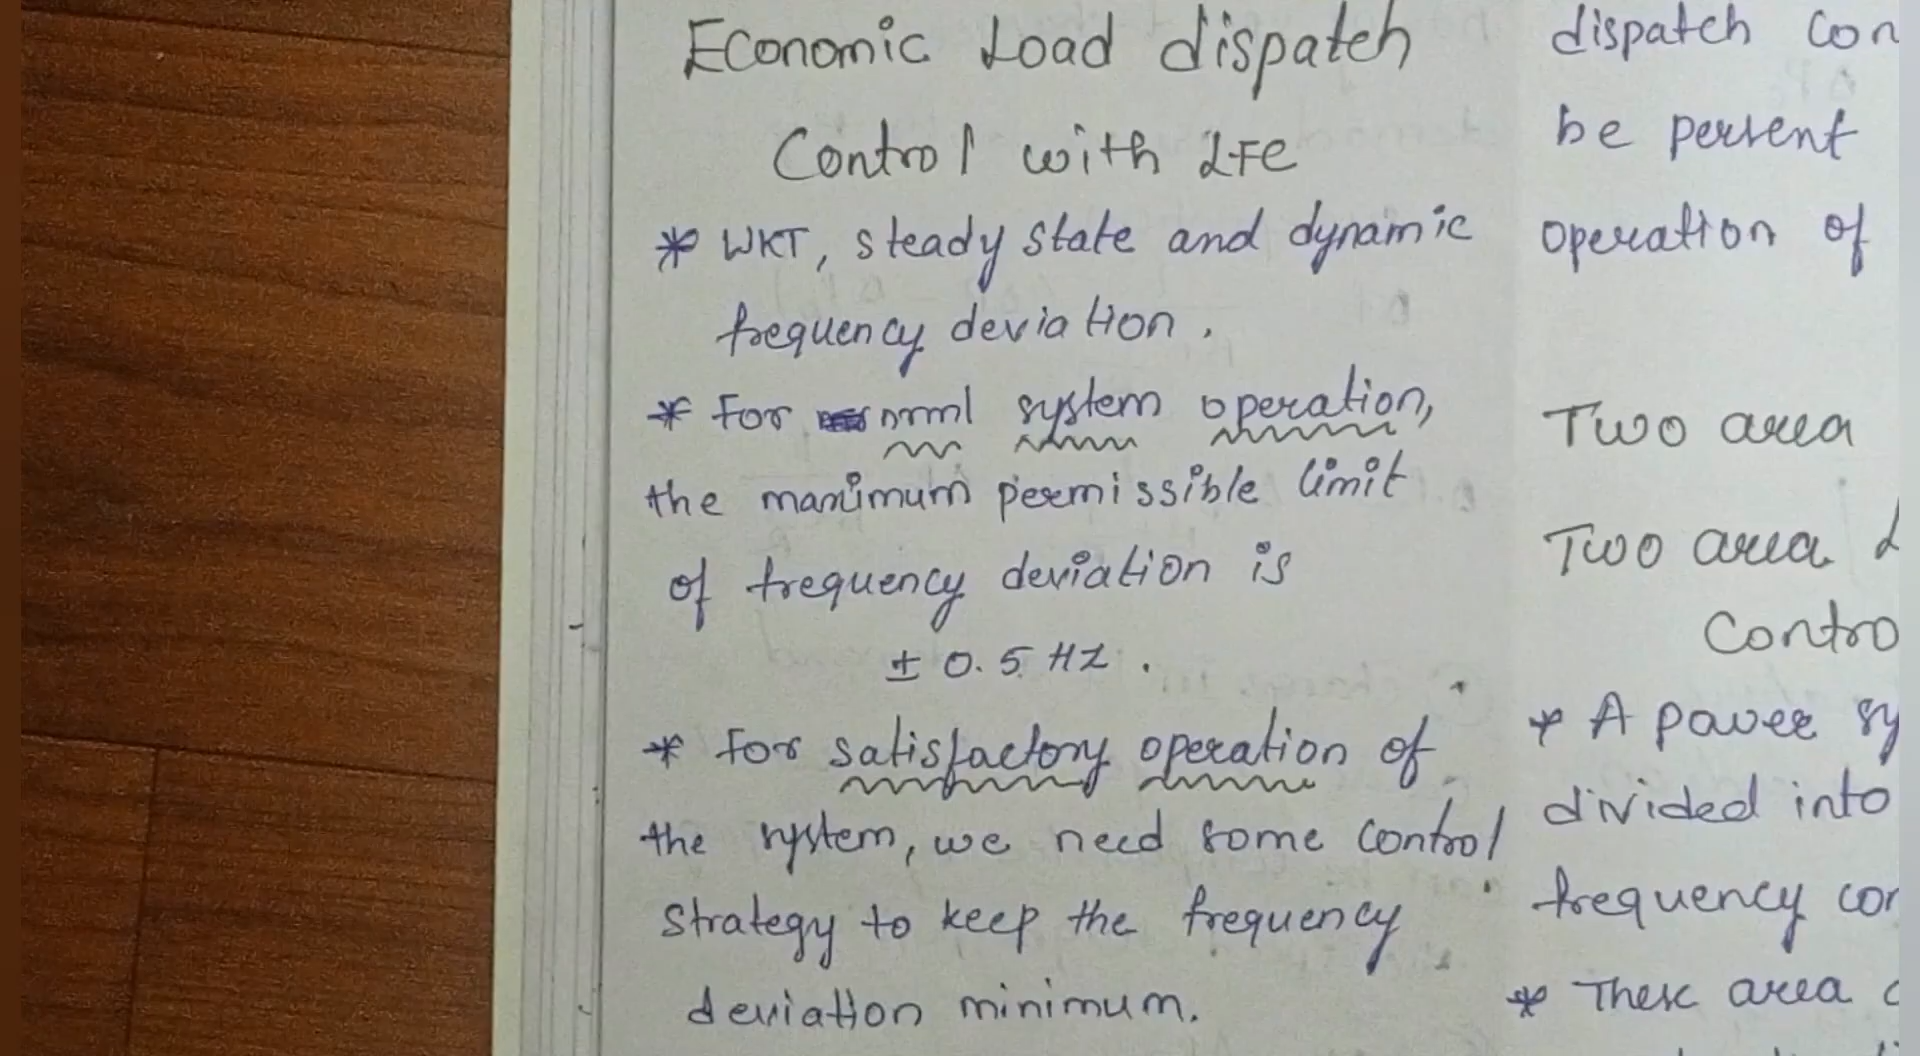 Economic Load dispatch
Control with LFC
* WKT, steady state and dynamic
frequency deviation.
* For norml system operation,
the maximum permissible limit
of frequency deviation is
± 0.5 HZ.
* For satisfactory operation of
the system, we need some control
strategy to keep the frequency
deviation minimum.
dispatch con
be perent
operation of
Two area
Two area L
Contro
* A power sy
divided into
frequency con
* These area c